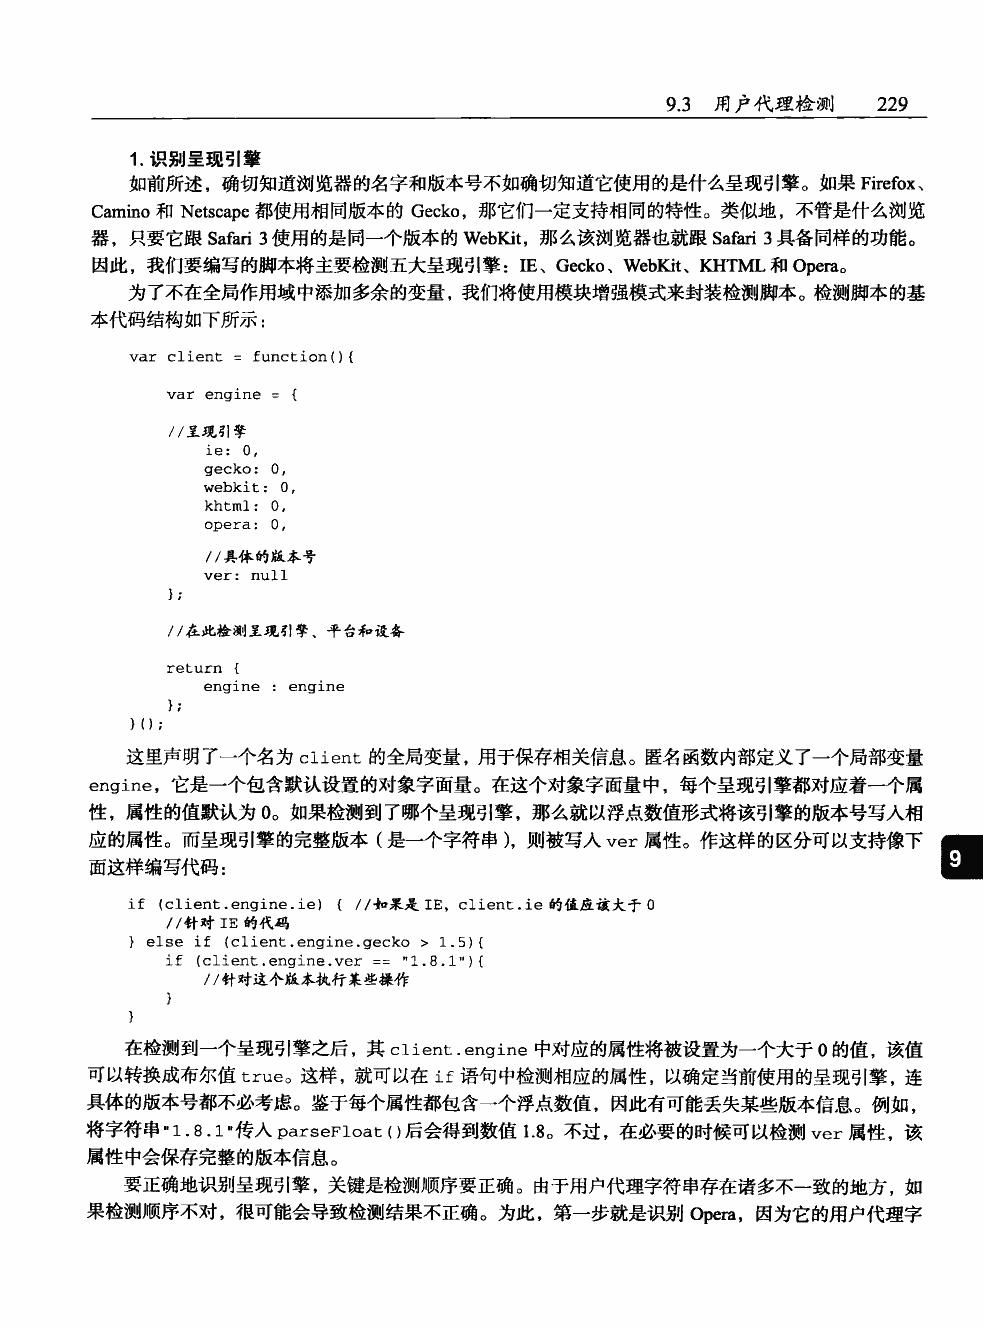 9.3 用户代理检测 229
1. 识别呈现引擎
如前所述，确切知道浏览器的名字和版本号不如确切知道它使用的是什么呈现引擎。如果 Firefox、
Camino 和 Netscape 都使用相同版本的 Gecko，那它们一定支持相同的特性。类似地，不管是什么浏览
器，只要它跟 Safari 3 使用的是同一个版本的 WebKit，那么该浏览器也就跟 Safari 3 具备同样的功能。
因此，我们要编写的脚本将主要检测五大呈现引擎：IE、Gecko、WebKit、KHTML 和 Opera。
为了不在全局作用域中添加多余的变量，我们将使用模块增强模式来封装检测脚本。检测脚本的基
本代码结构如下所示：
var client = function(){
var engine = {
//呈现引擎
ie: 0,
gecko: 0,
webkit: 0,
khtml: 0,
opera: 0,
//具体的版本号
ver: null
};
//在此检测呈现引擎、平台和设备
return {
engine : engine
};
}();
这里声明了一个名为 client 的全局变量，用于保存相关信息。匿名函数内部定义了一个局部变量
engine，它是一个包含默认设置的对象字面量。在这个对象字面量中，每个呈现引擎都对应着一个属
性，属性的值默认为 0。如果检测到了哪个呈现引擎，那么就以浮点数值形式将该引擎的版本号写入相
应的属性。而呈现引擎的完整版本（是一个字符串），则被写入 ver 属性。作这样的区分可以支持像下
面这样编写代码：
9
if (client.engine.ie) { //如果是 IE, client.ie 的值应该大于 0
//针对 IE 的代码
} else if (client.engine.gecko > 1.5){
if (client.engine.ver == "1.8.1"){
//针对这个版本执行某些操作
}
}
在检测到一个呈现引擎之后，其 client.engine 中对应的属性将被设置为一个大于 0 的值，该值
可以转换成布尔值 true。这样，就可以在 if 语句中检测相应的属性，以确定当前使用的呈现引擎，连
具体的版本号都不必考虑。鉴于每个属性都包含一个浮点数值，因此有可能丢失某些版本信息。例如，
将字符串"1.8.1"传入 parseFloat()后会得到数值 1.8。不过，在必要的时候可以检测 ver 属性，该
属性中会保存完整的版本信息。
要正确地识别呈现引擎，关键是检测顺序要正确。由于用户代理字符串存在诸多不一致的地方，如
果检测顺序不对，很可能会导致检测结果不正确。为此，第一步就是识别 Opera，因为它的用户代理字